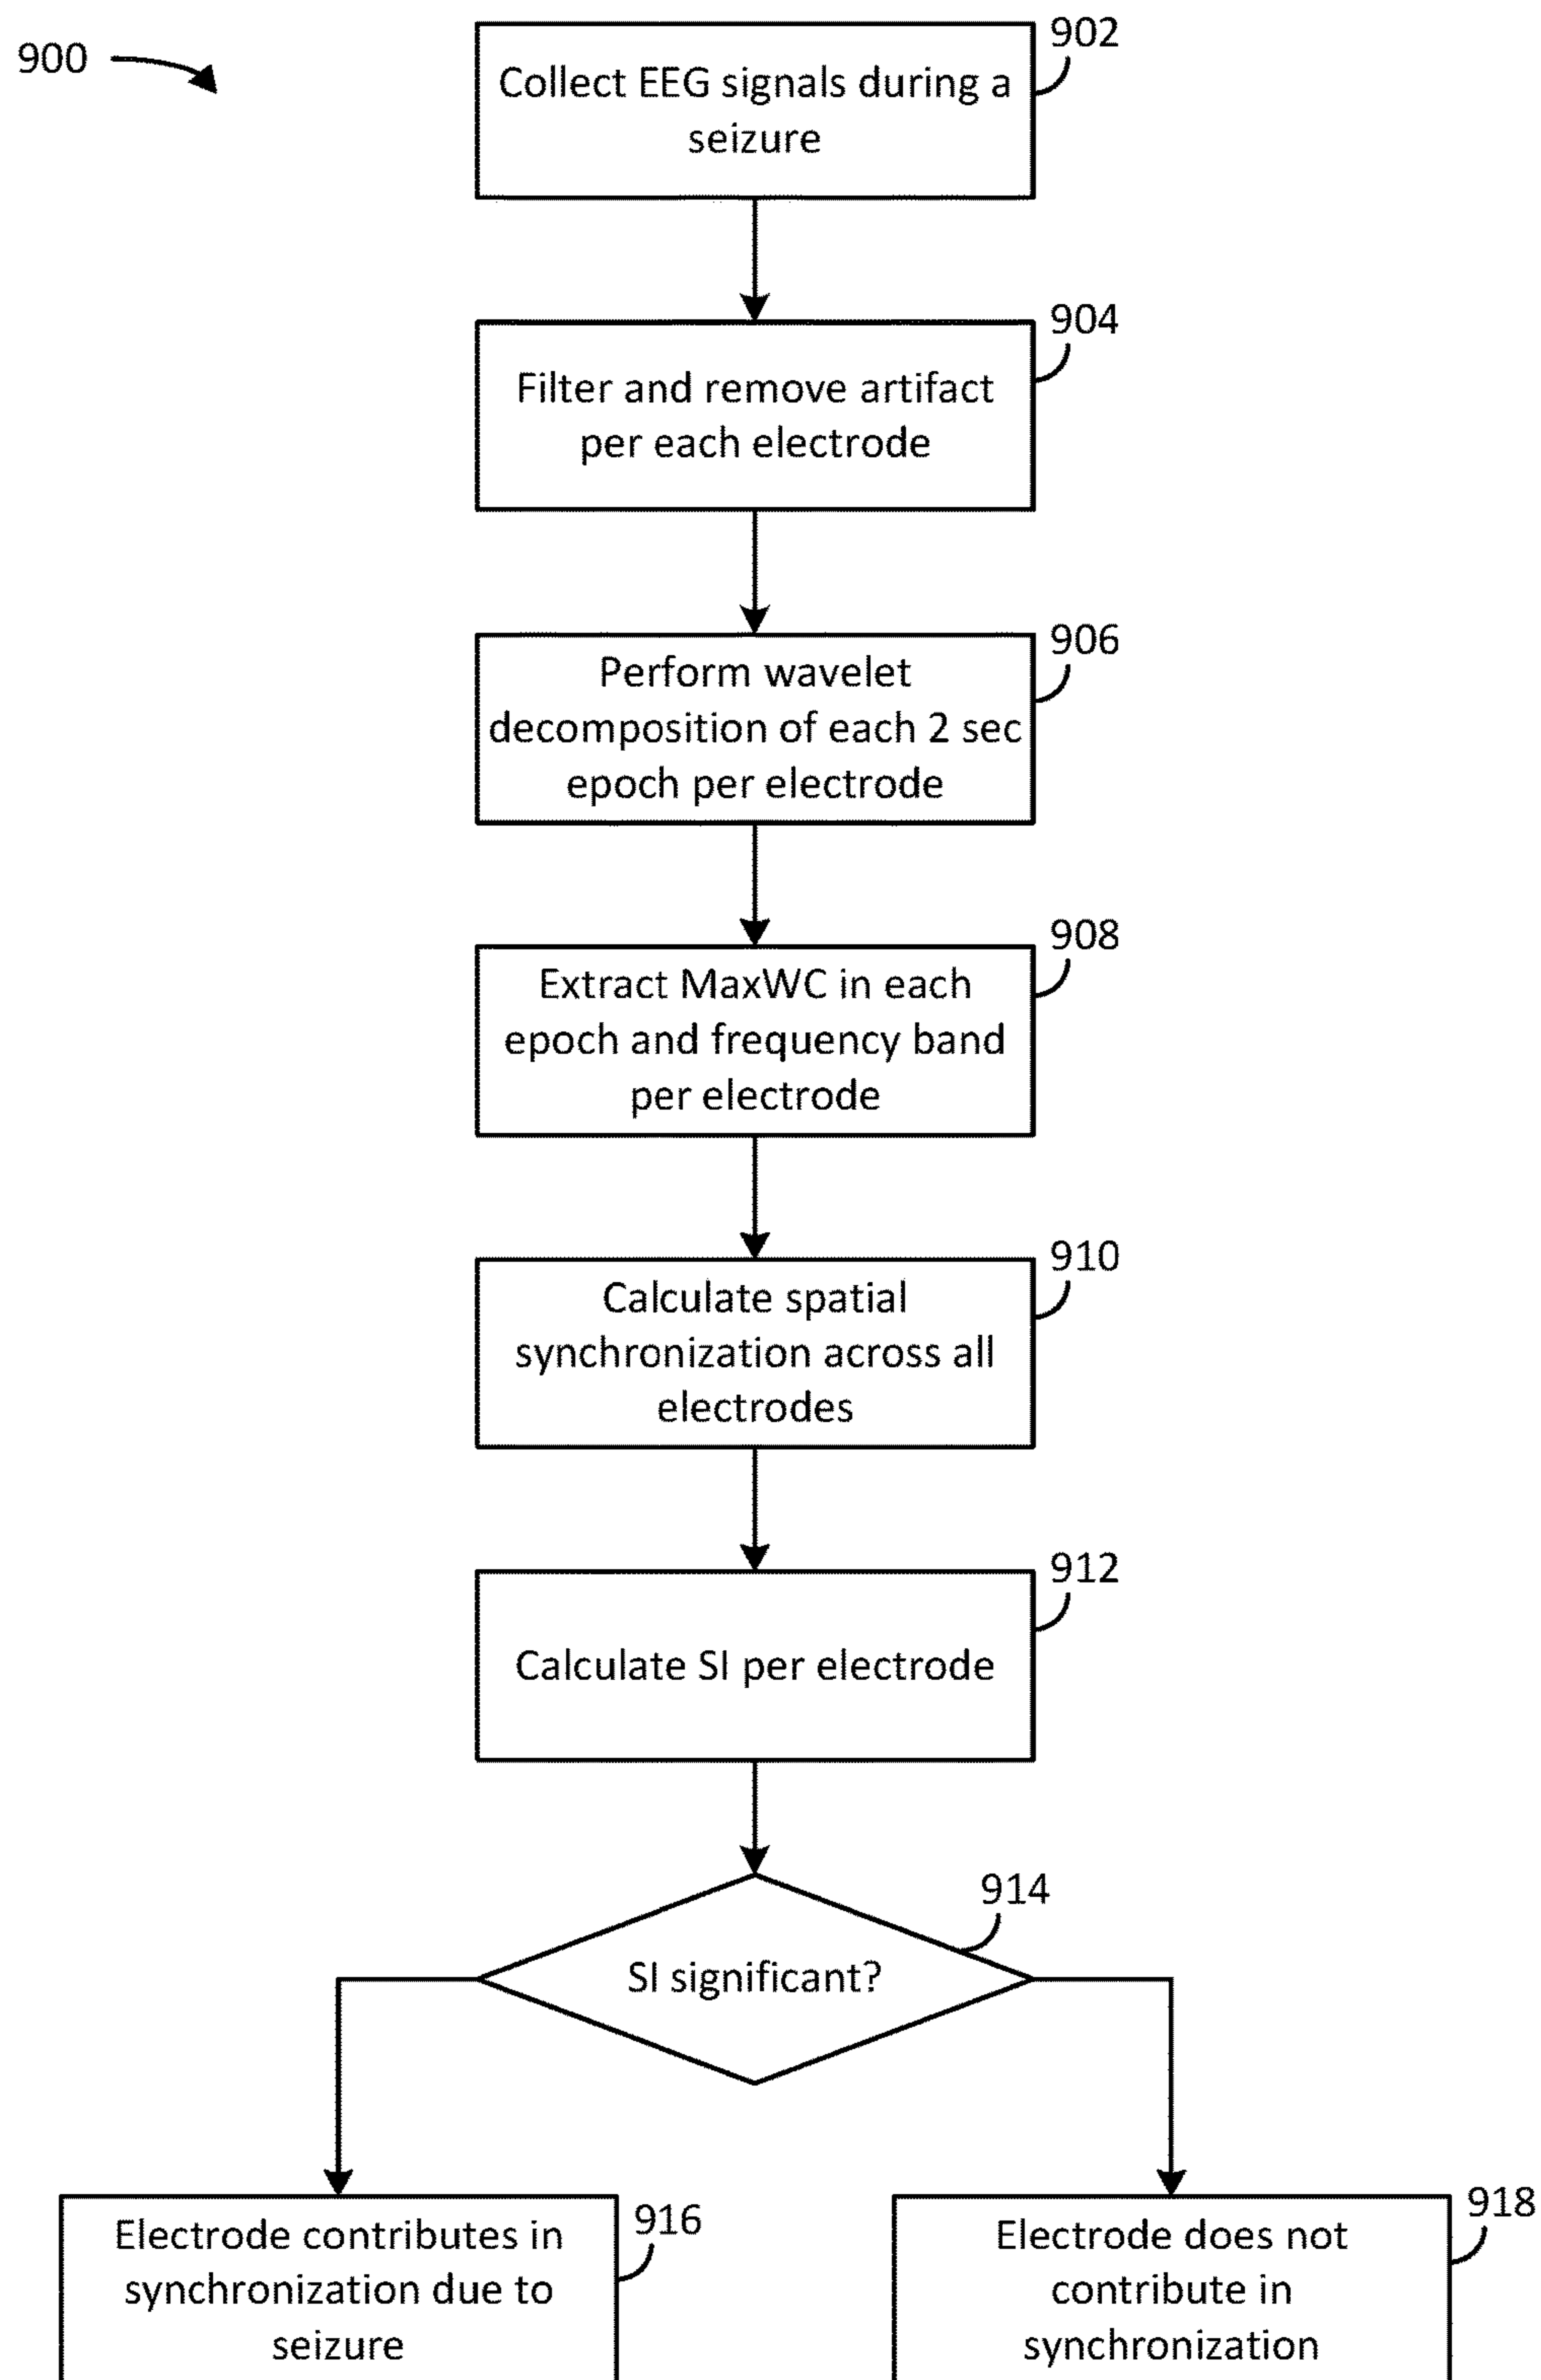 900
902
Collect EEG signals during a
seizure
904
Filter and remove artifact
per each electrode
906
Perform wavelet
decomposition of each 2 sec
epoch per electrode
908
Extract MaxWC in each
epoch and frequency band
per electrode
910
Calculate spatial
synchronization across all
electrodes
912
Calculate SI per electrode
914
SI significant?
916
Electrode contributes in
synchronization due to
seizure
918
Electrode does not
contribute in
synchronization